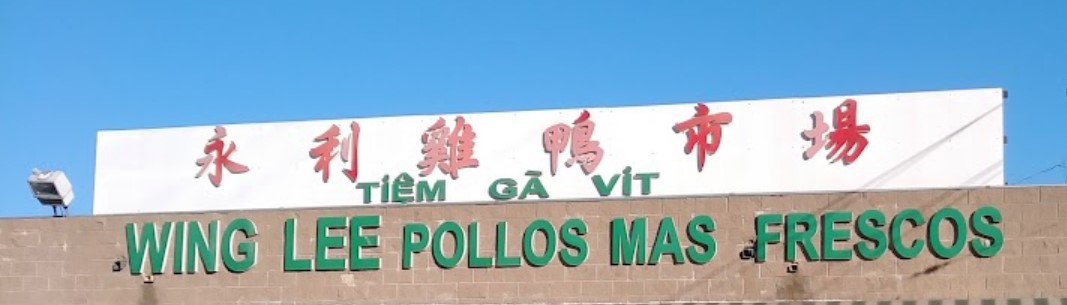 永利雞鴨市場
TIỆM GÀ VỊT
WING LEE POLLOS MAS FRESCOS